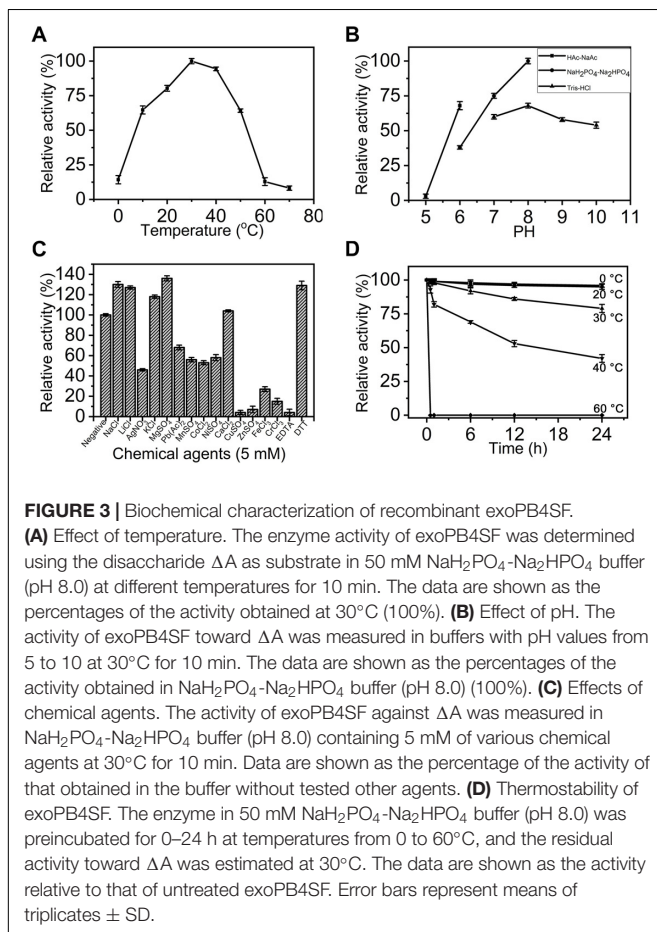 A
Relative activity (%)
100
75
50
25
0
0 20 40 60 80
Temperature (°C)
B
Relative activity (%)
100
75
50
25
0
HAc-NaAc
NaH2PO4-Na2HPO4
Tris-HCl
5 6 7 8 9 10 11
PH
C
Relative activity (%)
140
120
100
80
60
40
20
0
Negative NaCl LiCl AgNO3 KCl MgSO4 Pb(Ac)2 MnSO4 CoCl2 NiSO4 CaCl2 CuSO4 ZnSO4 FeCl3 CrCl3 EDTA DTT
Chemical agents (5 mM)
D
Relative activity (%)
100
75
50
25
0
0 °C
20 °C
30 °C
40 °C
60 °C
0 6 12 18 24
Time (h)
FIGURE 3 | Biochemical characterization of recombinant exoPB4SF.
(A) Effect of temperature. The enzyme activity of exoPB4SF was determined
using the disaccharide ΔA as substrate in 50 mM NaH2PO4-Na2HPO4 buffer
(pH 8.0) at different temperatures for 10 min. The data are shown as the
percentages of the activity obtained at 30°C (100%). (B) Effect of pH. The
activity of exoPB4SF toward ΔA was measured in buffers with pH values from
5 to 10 at 30°C for 10 min. The data are shown as the percentages of the
activity obtained in NaH2PO4-Na2HPO4 buffer (pH 8.0) (100%). (C) Effects of
chemical agents. The activity of exoPB4SF against ΔA was measured in
NaH2PO4-Na2HPO4 buffer (pH 8.0) containing 5 mM of various chemical
agents at 30°C for 10 min. Data are shown as the percentage of the activity of
that obtained in the buffer without tested other agents. (D) Thermostability of
exoPB4SF. The enzyme in 50 mM NaH2PO4-Na2HPO4 buffer (pH 8.0) was
preincubated for 0–24 h at temperatures from 0 to 60°C, and the residual
activity toward ΔA was estimated at 30°C. The data are shown as the activity
relative to that of untreated exoPB4SF. Error bars represent means of
triplicates ± SD.